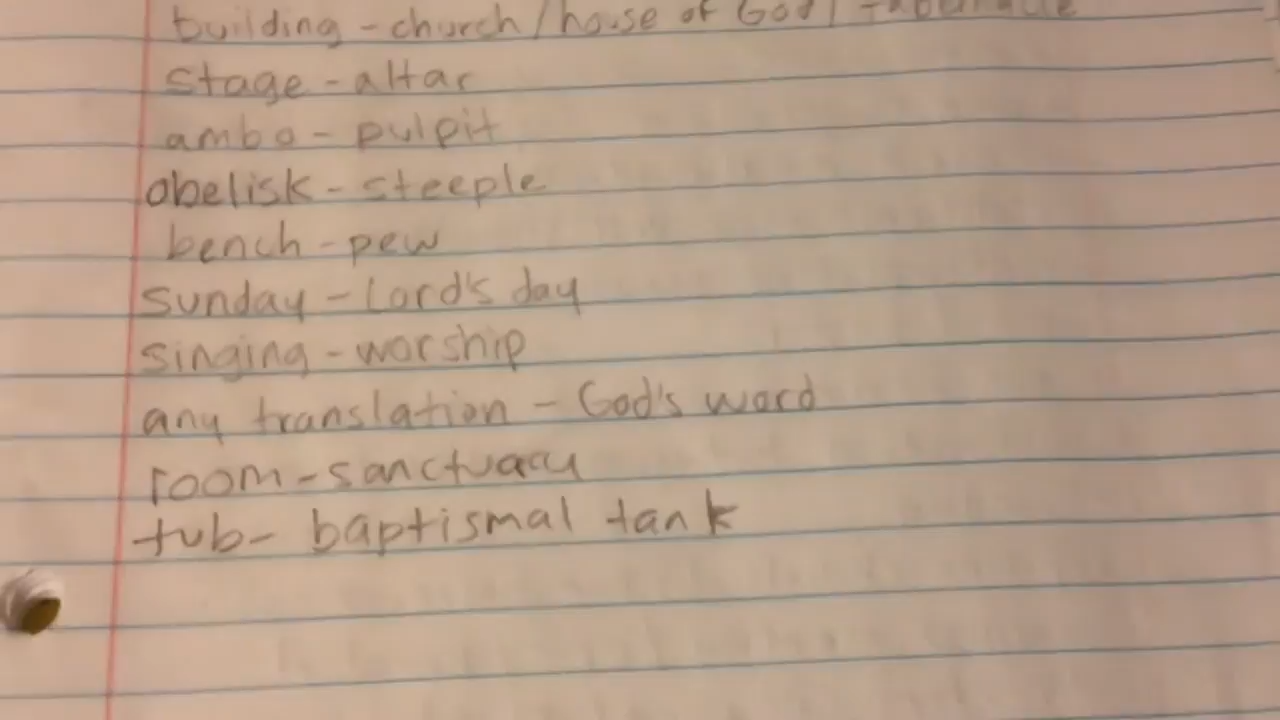 building - church/house of God/ tabernacle
stage - altar
ambo - pulpit
obelisk - steeple
bench - pew
sunday - Lord's day
singing - worship
any translation - God's word
room - sanctuary
tub - baptismal tank